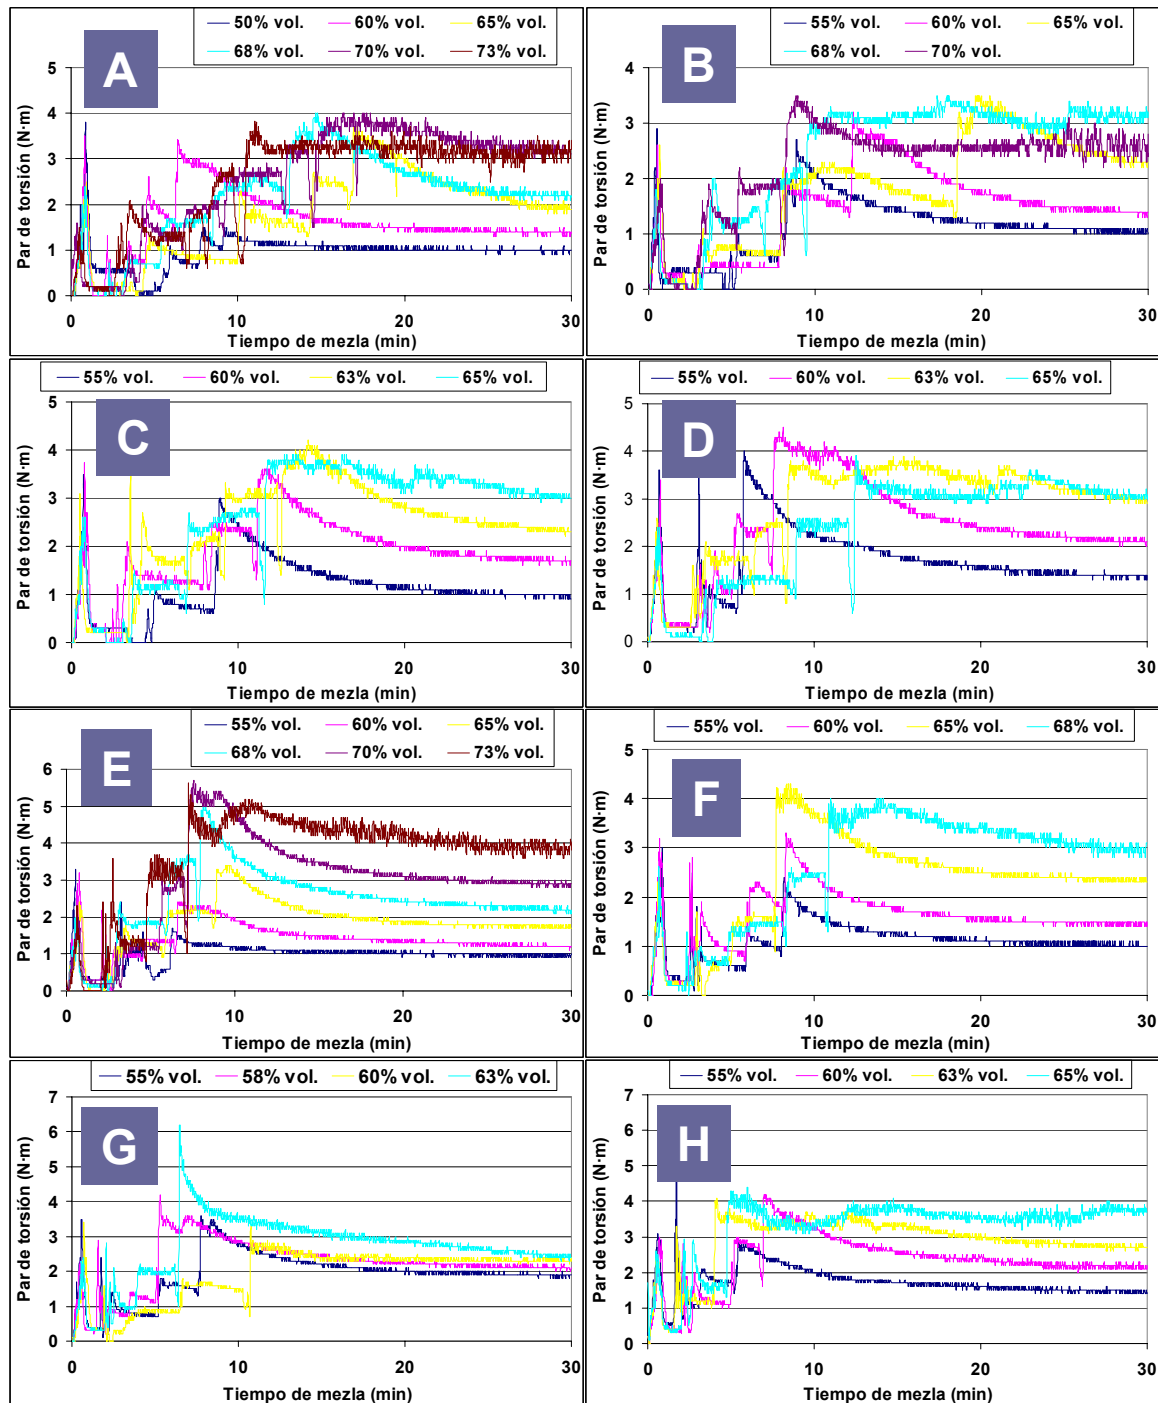 50% vol. 60% vol. 65% vol.
68% vol. 70% vol. 73% vol.
A
Par de torsión (N·m)
5
4
3
2
1
0
0 10 20 30
Tiempo de mezla (min)
55% vol. 60% vol. 65% vol.
68% vol. 70% vol.
B
Par de torsión (N·m)
4
3
2
1
0
0 10 20 30
Tiempo de mezla (min)
55% vol. 60% vol. 63% vol. 65% vol.
C
Par de torsión (N·m)
5
4
3
2
1
0
0 10 20 30
Tiempo de mezla (min)
55% vol. 60% vol. 63% vol. 65% vol.
D
Par de torsión (N·m)
5
4
3
2
1
0
0 10 20 30
Tiempo de mezla (min)
55% vol. 60% vol. 65% vol.
68% vol. 70% vol. 73% vol.
E
Par de torsión (N·m)
6
5
4
3
2
1
0
0 10 20 30
Tiempo de mezla (min)
55% vol. 60% vol. 65% vol. 68% vol.
F
Par de torsión (N·m)
5
4
3
2
1
0
0 10 20 30
Tiempo de mezla (min)
55% vol. 58% vol. 60% vol. 63% vol.
G
Par de torsión (N·m)
7
6
5
4
3
2
1
0
0 10 20 30
Tiempo de mezla (min)
55% vol. 60% vol. 63% vol. 65% vol.
H
Par de torsión (N·m)
7
6
5
4
3
2
1
0
0 10 20 30
Tiempo de mezla (min)